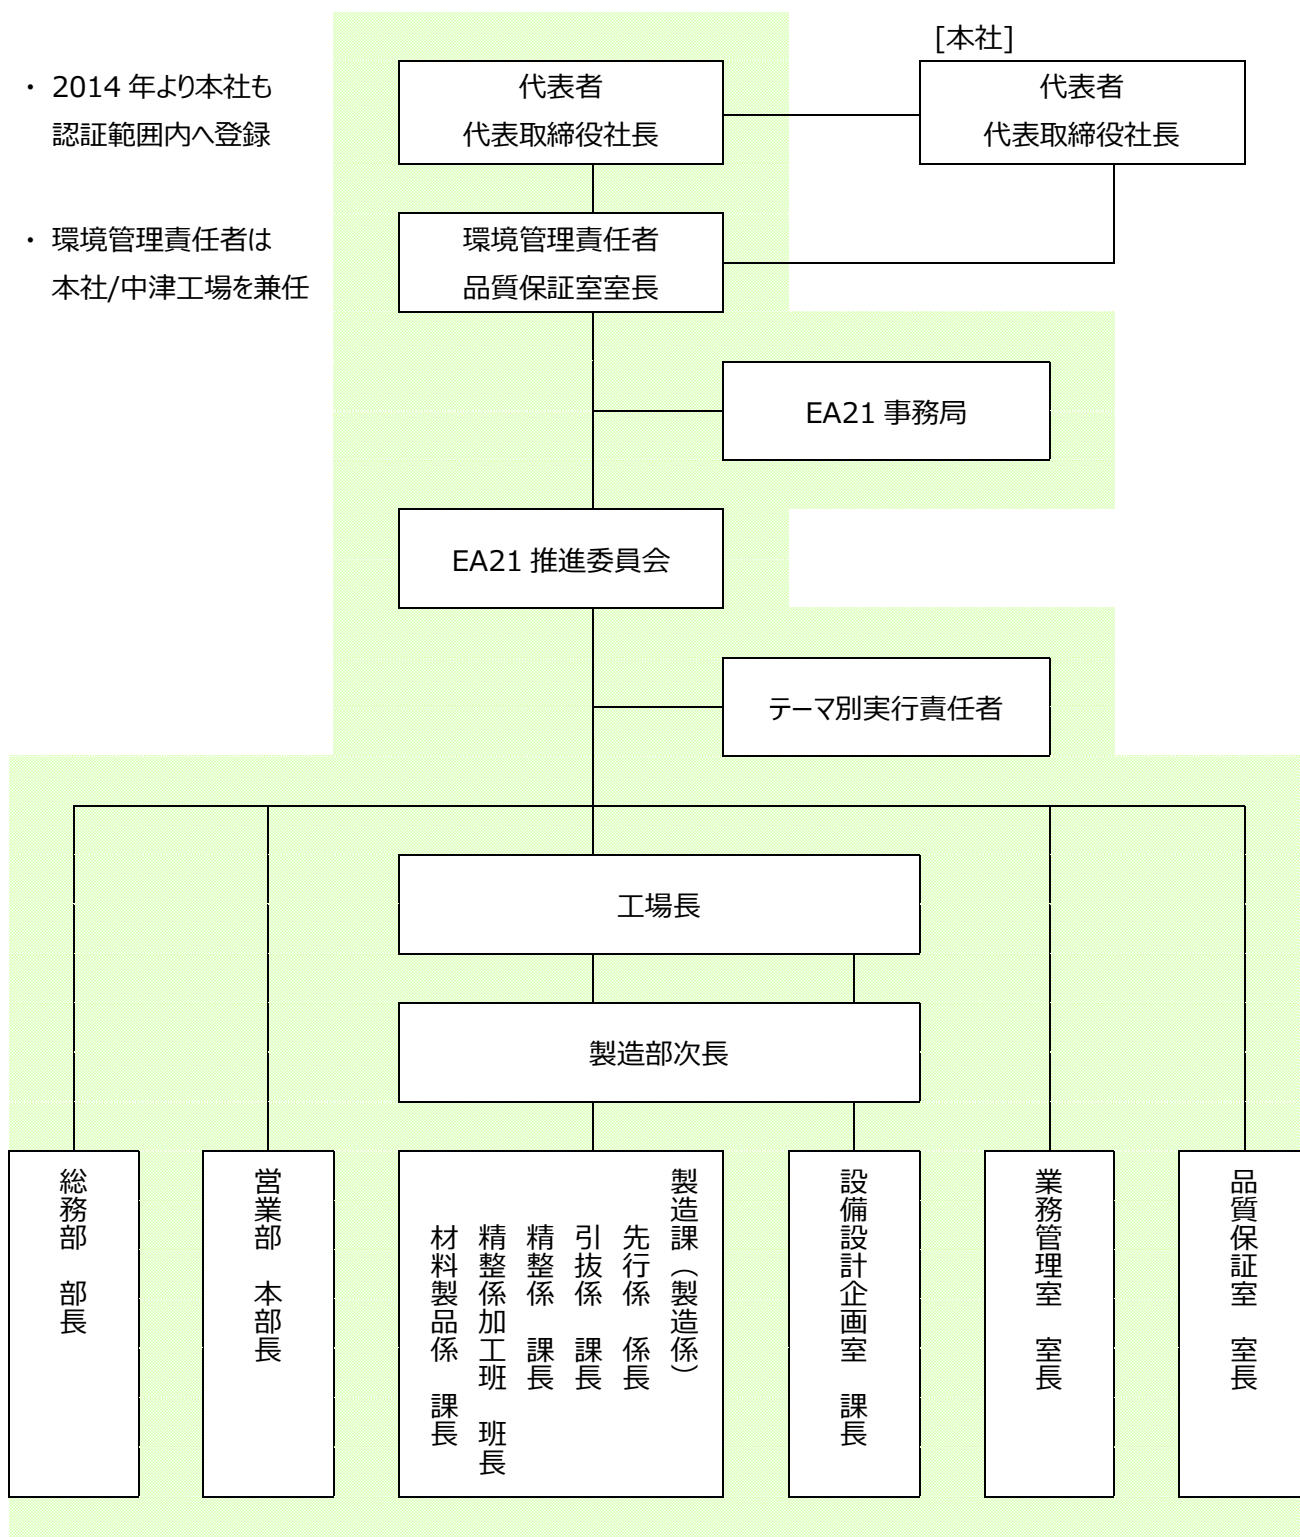 [本社]
・ 2014 年より本社も
認証範囲内へ登録
代表者
代表取締役社長
代表者
代表取締役社長
・ 環境管理責任者は
本社/中津工場を兼任
環境管理責任者
品質保証室室長
EA21 事務局
EA21 推進委員会
テーマ別実行責任者
工場長
製造部次長
総務部　部長
営業部　本部長
製造課（製造係）
先行係　係長
引抜係　課長
精整係　課長
精整係加工班　班長
材料製品係　課長
設備設計企画室　課長
業務管理室　室長
品質保証室　室長